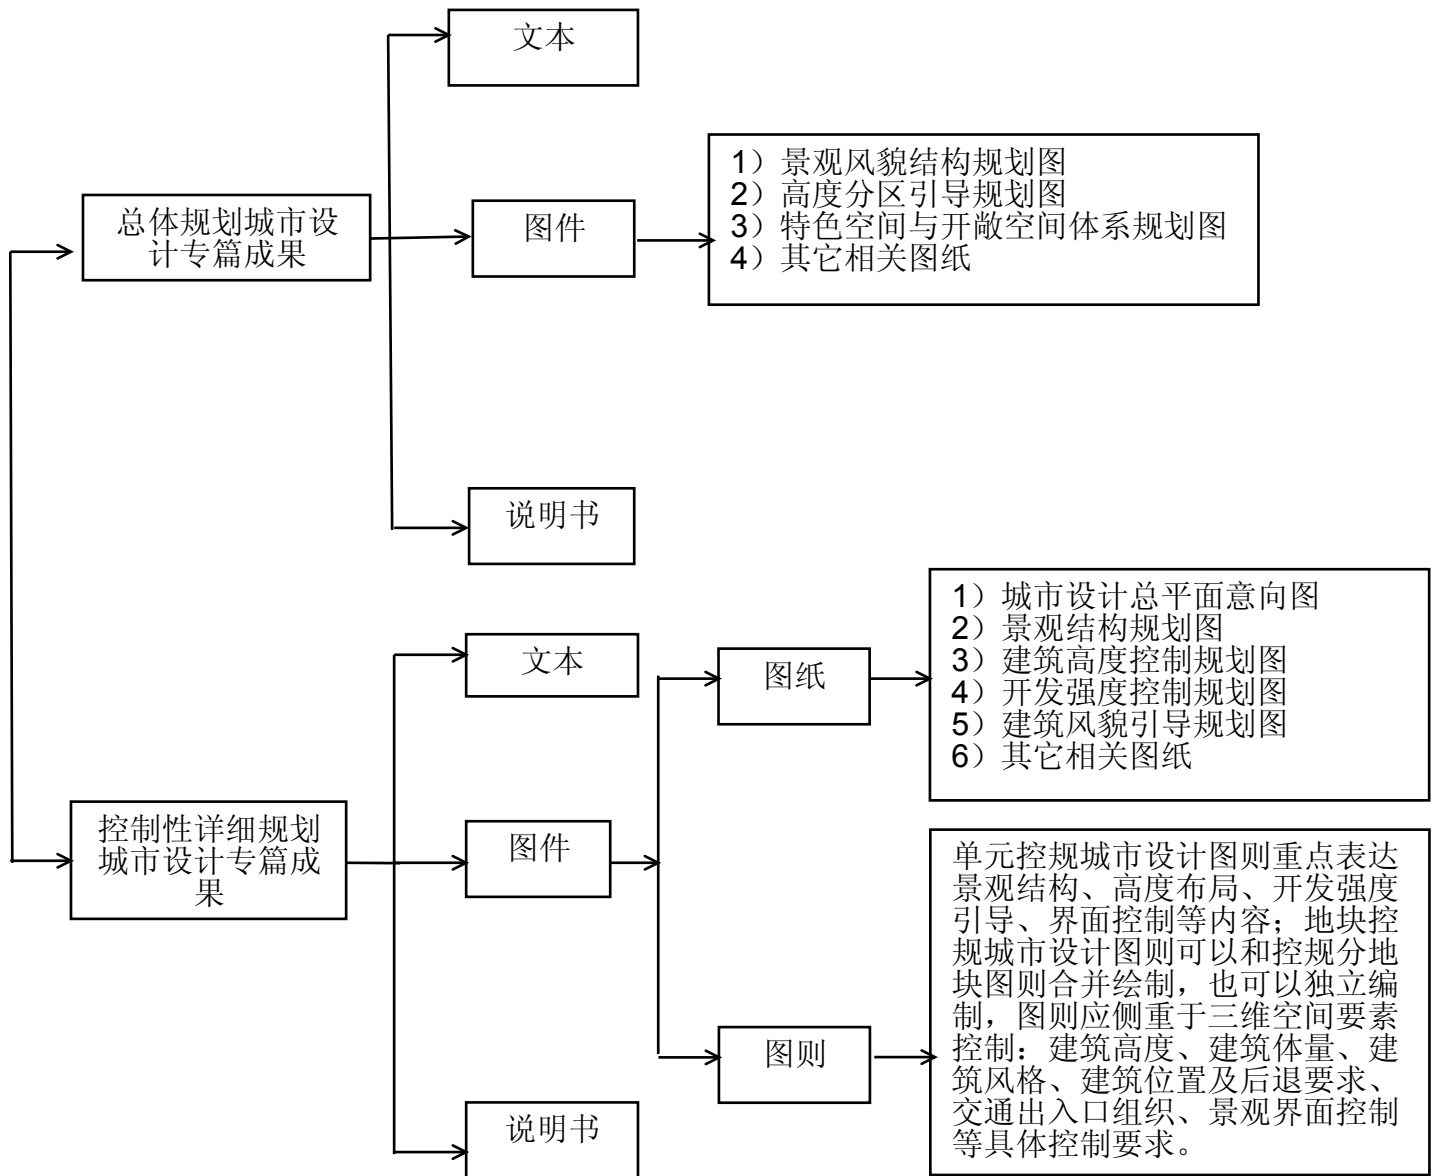 文本
1）景观风貌结构规划图
2）高度分区引导规划图
3）特色空间与开敞空间体系规划图
4）其它相关图纸
总体规划城市设
计专篇成果
图件
说明书
1）城市设计总平面意向图
2）景观结构规划图
3）建筑高度控制规划图
4）开发强度控制规划图
5）建筑风貌引导规划图
6）其它相关图纸
文本
图纸
控制性详细规划
城市设计专篇成
果
图件
单元控规城市设计图则重点表达
景观结构、高度布局、开发强度
引导、界面控制等内容；地块控
规城市设计图则可以和控规分地
块图则合并绘制，也可以独立编
制，图则应侧重于三维空间要素
控制：建筑高度、建筑体量、建
筑风格、建筑位置及后退要求、
交通出入口组织、景观界面控制
等具体控制要求。
图则
说明书